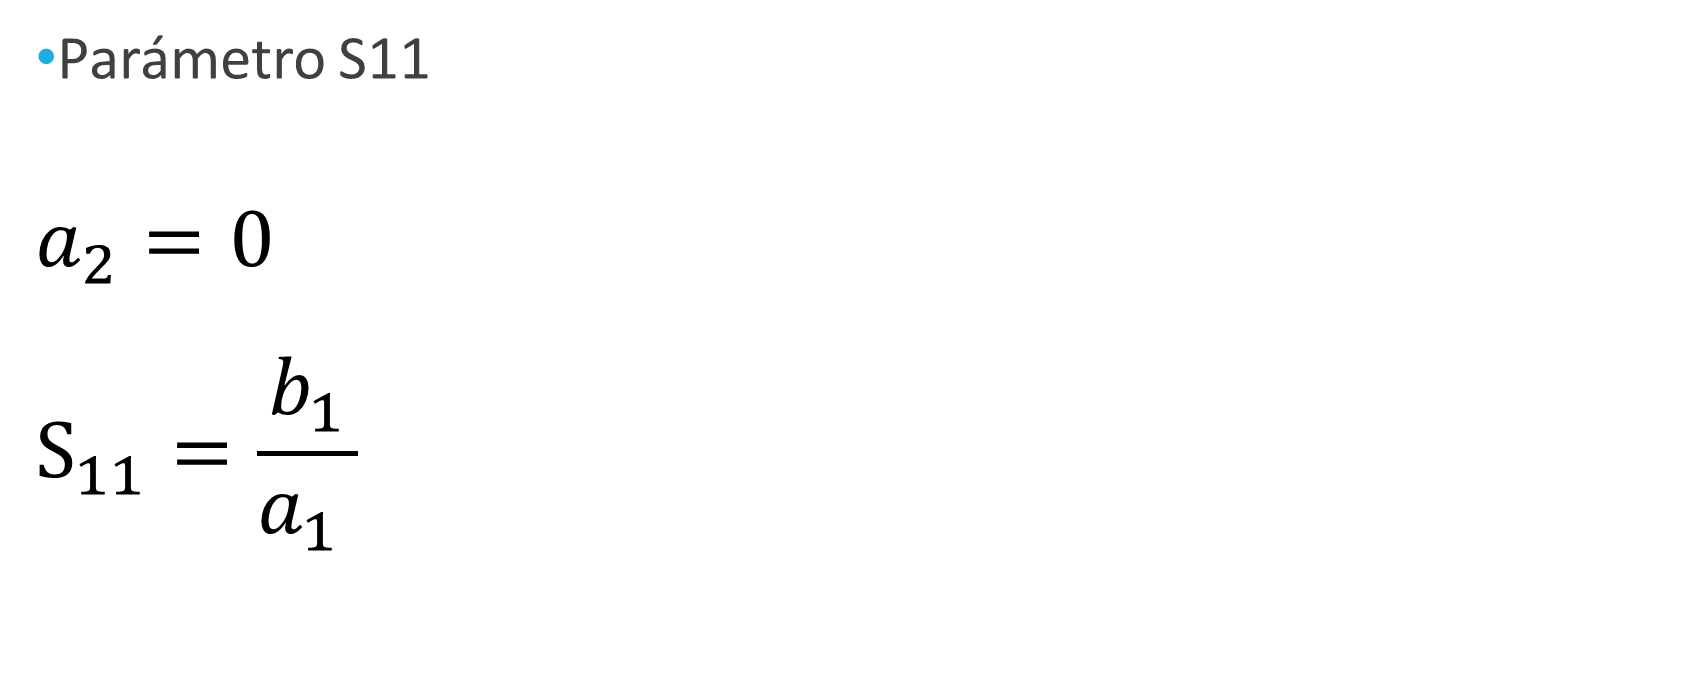 •Parámetro S11
a₂ = 0
S₁₁ = b₁/a₁